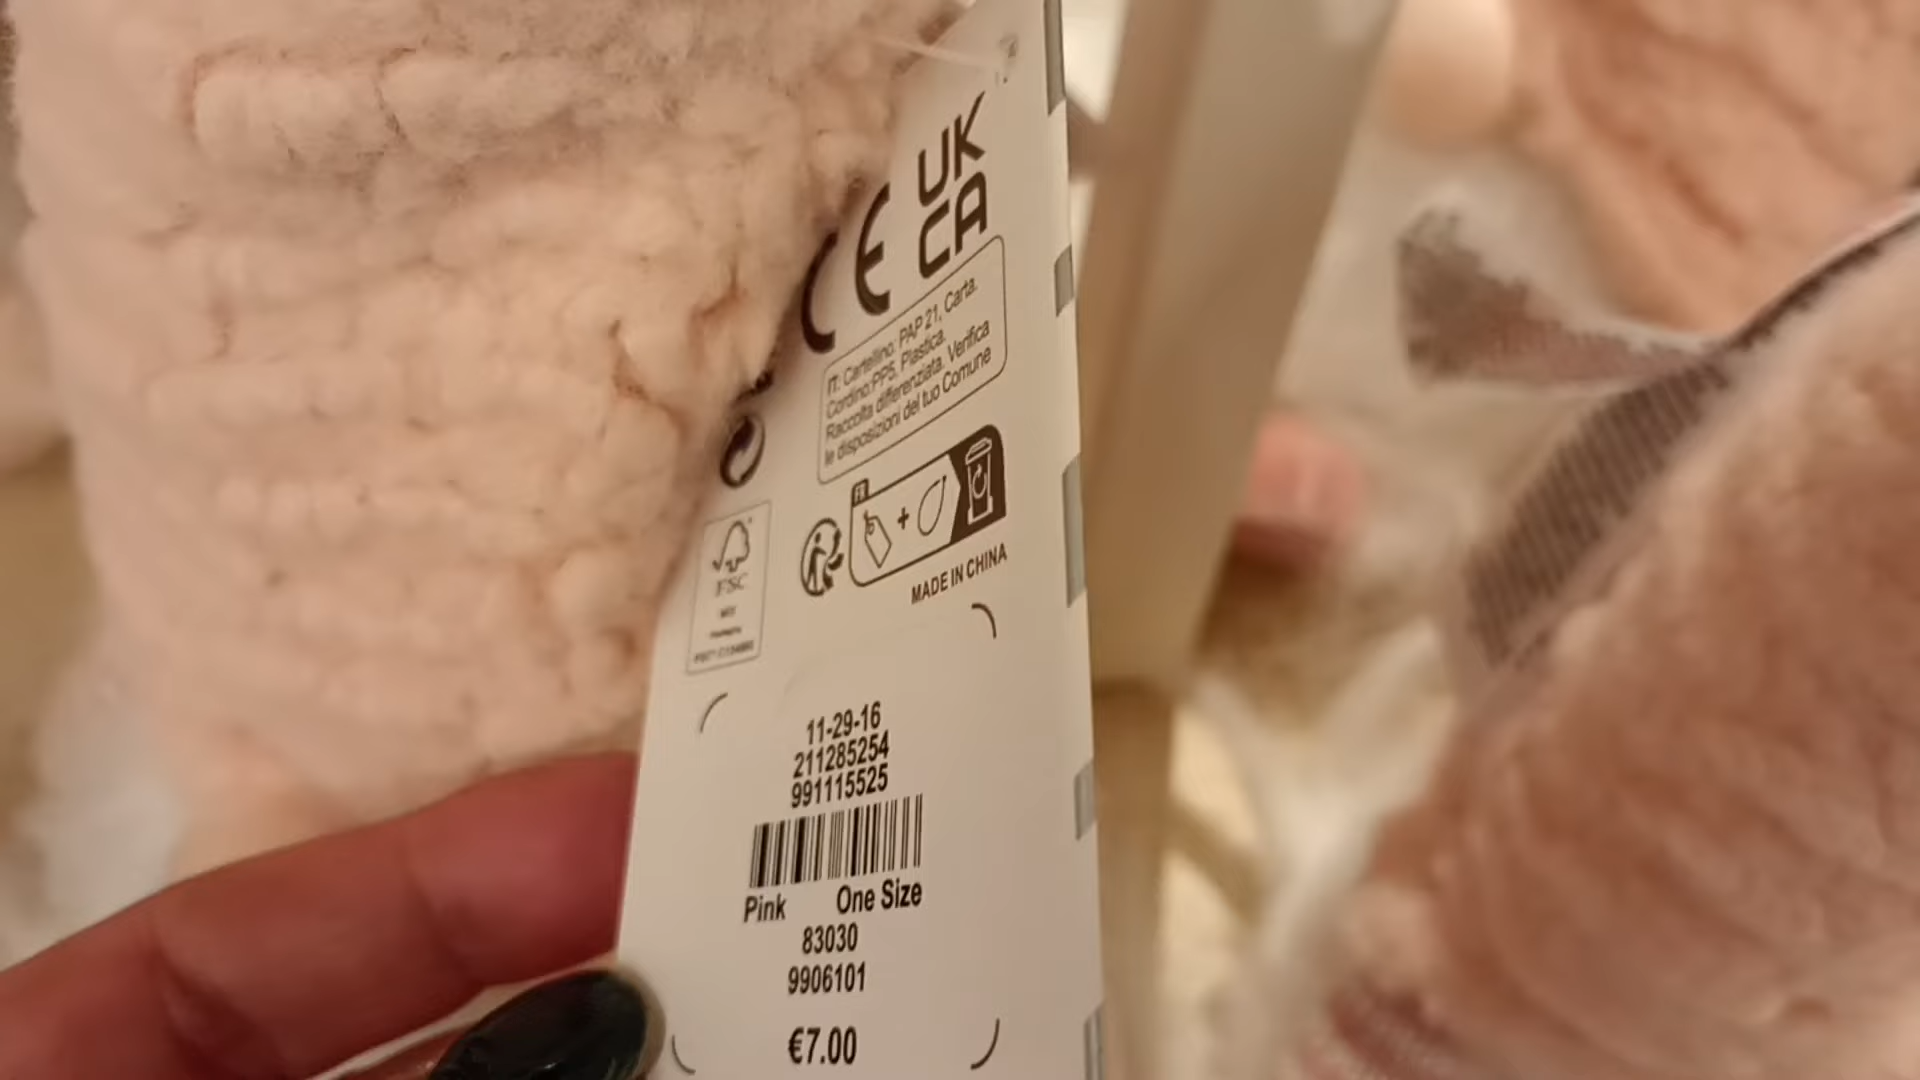 UK
CA
CE
IT: Cartellino: PAP 21, Carta.
Cordino:PP5, Plastica.
Raccolta differenziata. Verifica
le disposizioni del tuo Comune
FR
+
FSC
MADE IN CHINA
11-29-16
211285254
991115525
Pink One Size
83030
9906101
€7.00